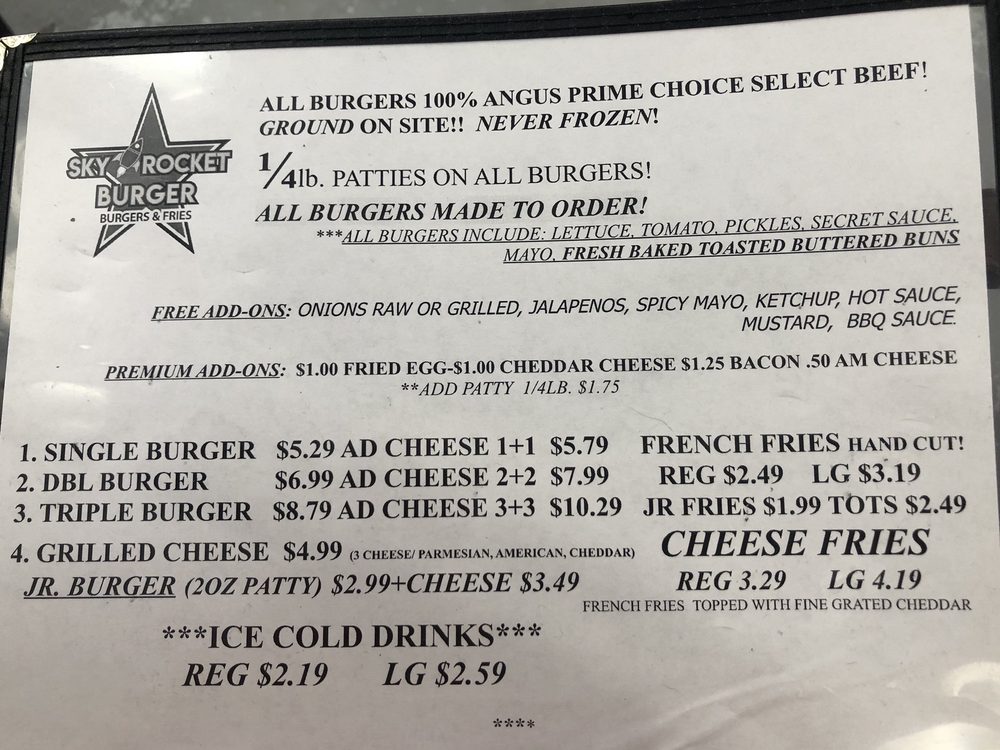 SKY ROCKET
BURGER
BURGERS & FRIES
ALL BURGERS 100% ANGUS PRIME CHOICE SELECT BEEF!
GROUND ON SITE!! NEVER FROZEN!
1/4lb. PATTIES ON ALL BURGERS!
ALL BURGERS MADE TO ORDER!
***ALL BURGERS INCLUDE: LETTUCE, TOMATO, PICKLES, SECRET SAUCE,
MAYO, FRESH BAKED TOASTED BUTTERED BUNS
FREE ADD-ONS: ONIONS RAW OR GRILLED, JALAPENOS, SPICY MAYO, KETCHUP, HOT SAUCE,
MUSTARD, BBQ SAUCE.
PREMIUM ADD-ONS: $1.00 FRIED EGG-$1.00 CHEDDAR CHEESE $1.25 BACON .50 AM CHEESE
**ADD PATTY 1/4LB. $1.75
1. SINGLE BURGER $5.29 AD CHEESE 1+1 $5.79
2. DBL BURGER $6.99 AD CHEESE 2+2 $7.99
3. TRIPLE BURGER $8.79 AD CHEESE 3+3 $10.29
4. GRILLED CHEESE $4.99 (3 CHEESE/ PARMESIAN, AMERICAN, CHEDDAR)
JR. BURGER (2OZ PATTY) $2.99+CHEESE $3.49
FRENCH FRIES HAND CUT!
REG $2.49 LG $3.19
JR FRIES $1.99 TOTS $2.49
CHEESE FRIES
REG 3.29 LG 4.19
FRENCH FRIES TOPPED WITH FINE GRATED CHEDDAR
***ICE COLD DRINKS***
REG $2.19 LG $2.59
****